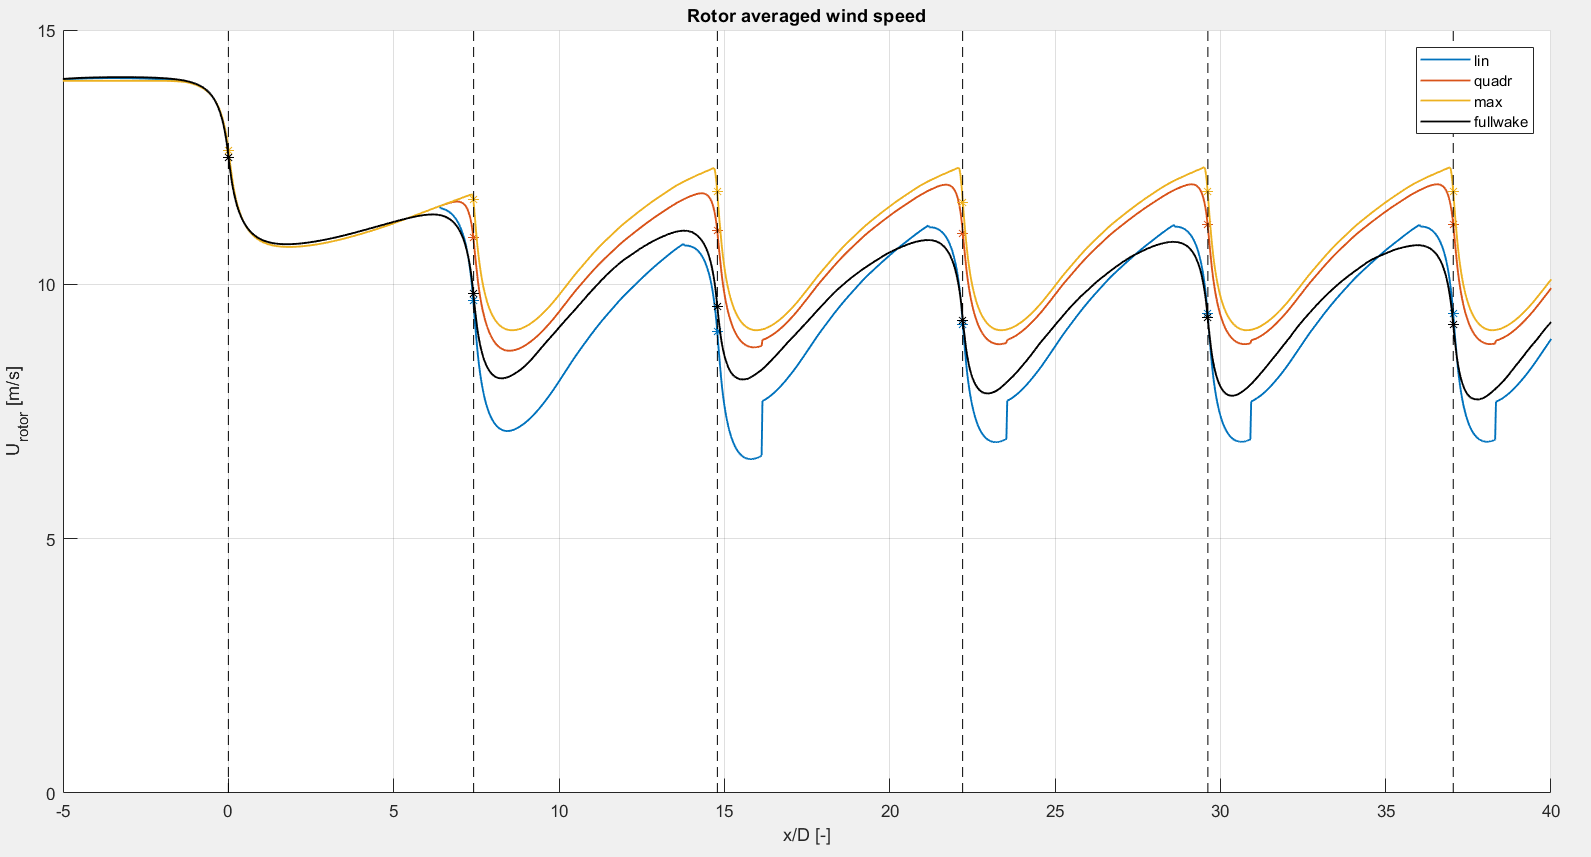 Rotor averaged wind speed
15
10
5
0
U_rotor [m/s]
lin
quadr
max
fullwake
-5 0 5 10 15 20 25 30 35 40
x/D [-]